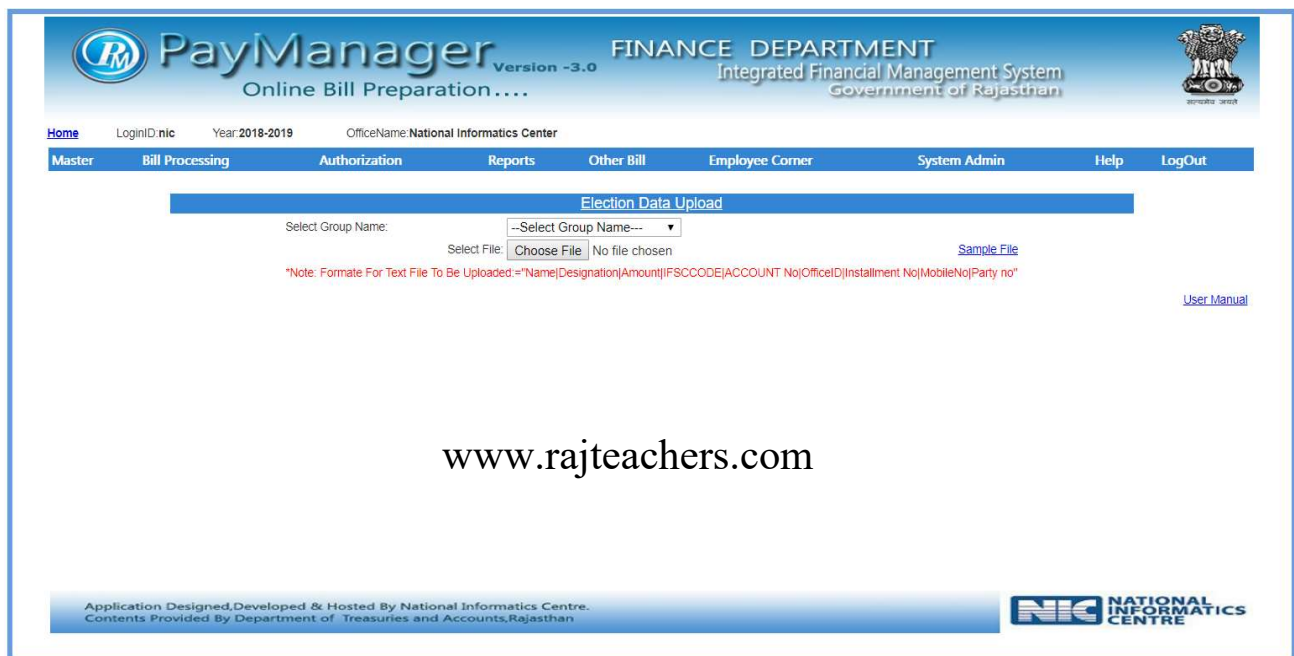 PayManager Version -3.0
Online Bill Preparation....
FINANCE DEPARTMENT
Integrated Financial Management System
Government of Rajasthan
सत्यमेव जयते
Home LoginID:nic Year:2018-2019 OfficeName:National Informatics Center
Master Bill Processing Authorization Reports Other Bill Employee Corner System Admin Help LogOut
Election Data Upload
Select Group Name: --Select Group Name---
Select File: Choose File No file chosen Sample File
*Note: Formate For Text File To Be Uploaded:="Name|Designation|Amount|IFSCCODE|ACCOUNT No|OfficeID|Installment No|MobileNo|Party no"
User Manual
www.rajteachers.com
Application Designed,Developed & Hosted By National Informatics Centre.
Contents Provided By Department of Treasuries and Accounts,Rajasthan
NIC NATIONAL
INFORMATICS
CENTRE